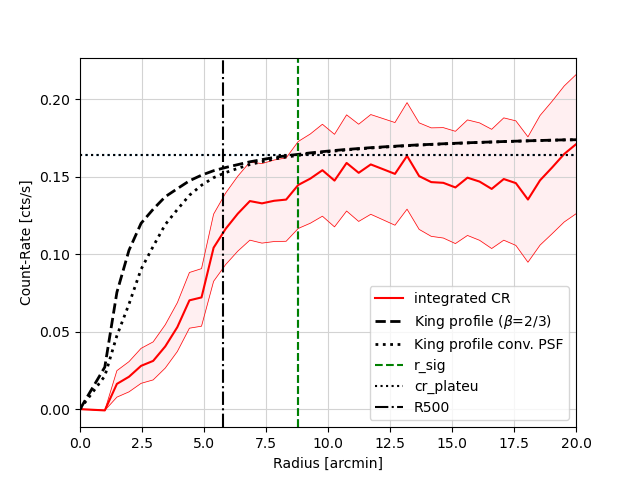 0.20
0.15
0.10
0.05
0.00
Count-Rate [cts/s]
integrated CR
King profile (β=2/3)
King profile conv. PSF
r_sig
cr_plateu
R500
0.0 2.5 5.0 7.5 10.0 12.5 15.0 17.5 20.0
Radius [arcmin]